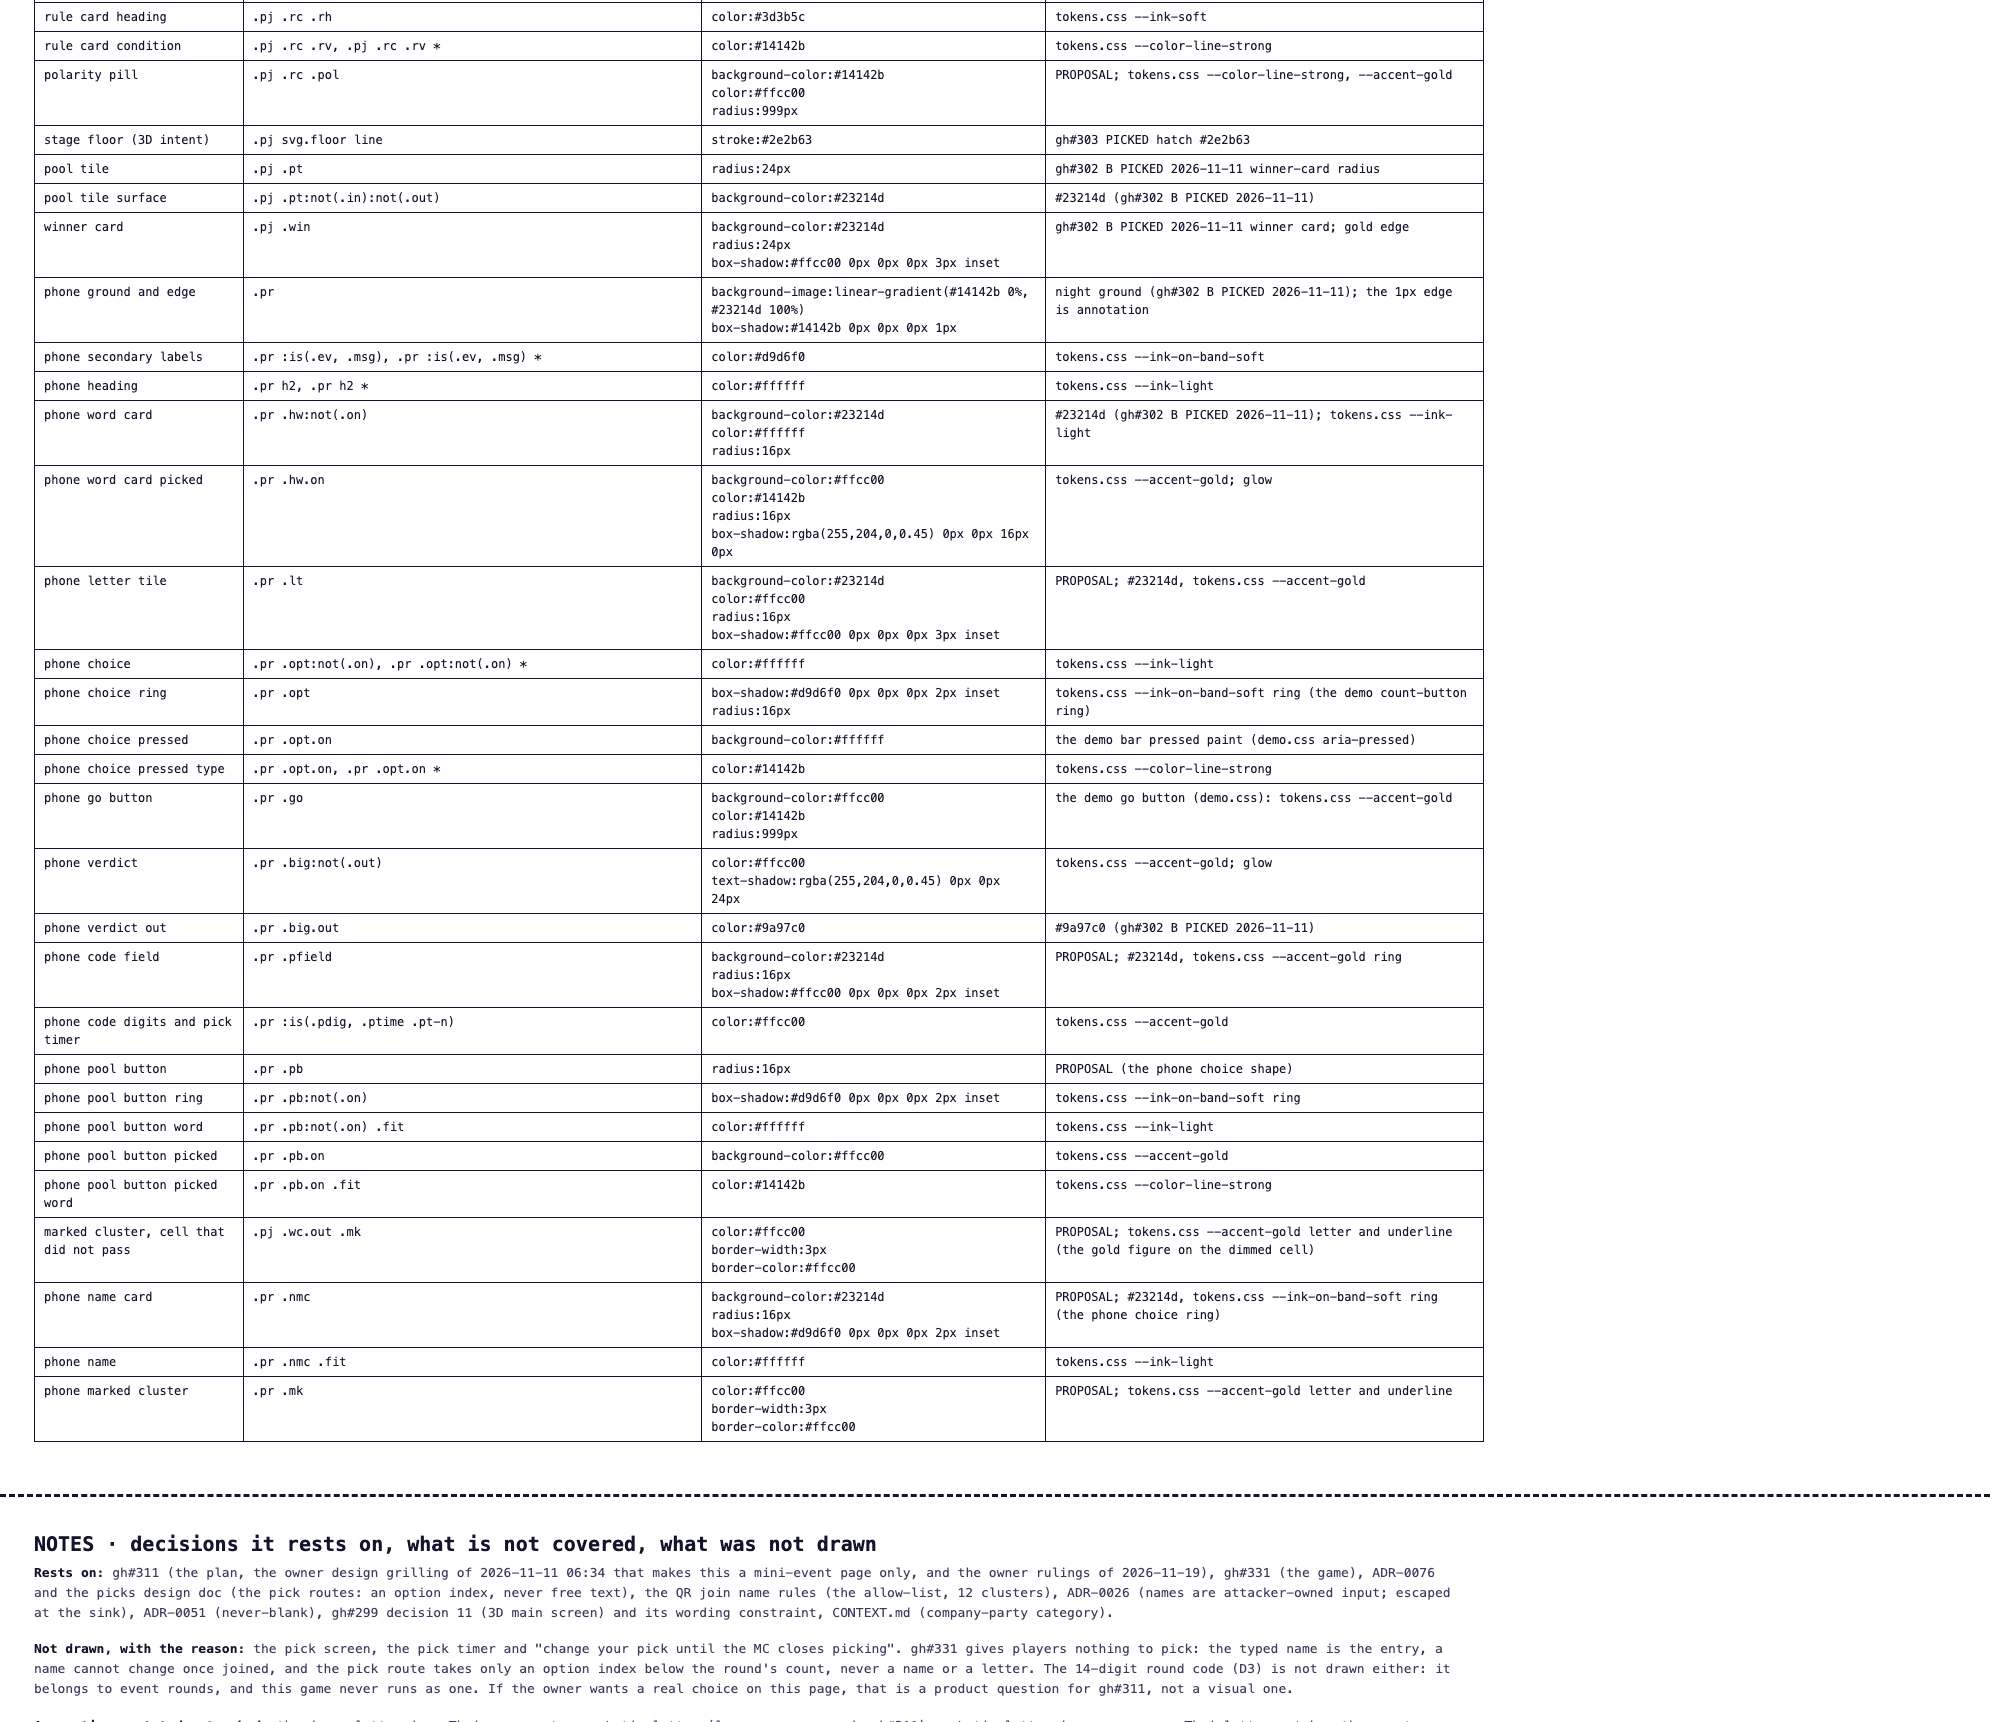 rule card heading .pj .rc .rh color:#3d3b5c tokens.css --ink-soft
rule card condition .pj .rc .rv, .pj .rc .rv * color:#14142b tokens.css --color-line-strong
polarity pill .pj .rc .pol background-color:#14142b PROPOSAL; tokens.css --color-line-strong, --accent-gold
color:#ffcc00
radius:999px
stage floor (3D intent) .pj svg.floor line stroke:#2e2b63 gh#303 PICKED hatch #2e2b63
pool tile .pj .pt radius:24px gh#302 B PICKED 2026-11-11 winner-card radius
pool tile surface .pj .pt:not(.in):not(.out) background-color:#23214d #23214d (gh#302 B PICKED 2026-11-11)
winner card .pj .win background-color:#23214d gh#302 B PICKED 2026-11-11 winner card; gold edge
radius:24px
box-shadow:#ffcc00 0px 0px 0px 3px inset
phone ground and edge .pr background-image:linear-gradient(#14142b 0%, night ground (gh#302 B PICKED 2026-11-11); the 1px edge
#23214d 100%) is annotation
box-shadow:#14142b 0px 0px 0px 1px
phone secondary labels .pr :is(.ev, .msg), .pr :is(.ev, .msg) * color:#d9d6f0 tokens.css --ink-on-band-soft
phone heading .pr h2, .pr h2 * color:#ffffff tokens.css --ink-light
phone word card .pr .hw:not(.on) background-color:#23214d #23214d (gh#302 B PICKED 2026-11-11); tokens.css --ink-
color:#ffffff light
radius:16px
phone word card picked .pr .hw.on background-color:#ffcc00 tokens.css --accent-gold; glow
color:#14142b
radius:16px
box-shadow:rgba(255,204,0,0.45) 0px 0px 16px
0px
phone letter tile .pr .lt background-color:#23214d PROPOSAL; #23214d, tokens.css --accent-gold
color:#ffcc00
radius:16px
box-shadow:#ffcc00 0px 0px 0px 3px inset
phone choice .pr .opt:not(.on), .pr .opt:not(.on) * color:#ffffff tokens.css --ink-light
phone choice ring .pr .opt box-shadow:#d9d6f0 0px 0px 0px 2px inset tokens.css --ink-on-band-soft ring (the demo count-button
radius:16px ring)
phone choice pressed .pr .opt.on background-color:#ffffff the demo bar pressed paint (demo.css aria-pressed)
phone choice pressed type .pr .opt.on, .pr .opt.on * color:#14142b tokens.css --color-line-strong
phone go button .pr .go background-color:#ffcc00 the demo go button (demo.css): tokens.css --accent-gold
color:#14142b
radius:999px
phone verdict .pr .big:not(.out) color:#ffcc00 tokens.css --accent-gold; glow
text-shadow:rgba(255,204,0,0.45) 0px 0px
24px
phone verdict out .pr .big.out color:#9a97c0 #9a97c0 (gh#302 B PICKED 2026-11-11)
phone code field .pr .pfield background-color:#23214d PROPOSAL; #23214d, tokens.css --accent-gold ring
radius:16px
box-shadow:#ffcc00 0px 0px 0px 2px inset
phone code digits and pick .pr :is(.pdig, .ptime .pt-n) color:#ffcc00 tokens.css --accent-gold
timer
phone pool button .pr .pb radius:16px PROPOSAL (the phone choice shape)
phone pool button ring .pr .pb:not(.on) box-shadow:#d9d6f0 0px 0px 0px 2px inset tokens.css --ink-on-band-soft ring
phone pool button word .pr .pb:not(.on) .fit color:#ffffff tokens.css --ink-light
phone pool button picked .pr .pb.on background-color:#ffcc00 tokens.css --accent-gold
phone pool button picked .pr .pb.on .fit color:#14142b tokens.css --color-line-strong
word
marked cluster, cell that .pj .wc.out .mk color:#ffcc00 PROPOSAL; tokens.css --accent-gold letter and underline
did not pass border-width:3px (the gold figure on the dimmed cell)
border-color:#ffcc00
phone name card .pr .nmc background-color:#23214d PROPOSAL; #23214d, tokens.css --ink-on-band-soft ring
radius:16px (the phone choice ring)
box-shadow:#d9d6f0 0px 0px 0px 2px inset
phone name .pr .nmc .fit color:#ffffff tokens.css --ink-light
phone marked cluster .pr .mk color:#ffcc00 PROPOSAL; tokens.css --accent-gold letter and underline
border-width:3px
border-color:#ffcc00
NOTES · decisions it rests on, what is not covered, what was not drawn
Rests on: gh#311 (the plan, the owner design grilling of 2026-11-11 06:34 that makes this a mini-event page only, and the owner rulings of 2026-11-19), gh#331 (the game), ADR-0076
and the picks design doc (the pick routes: an option index, never free text), the QR join name rules (the allow-list, 12 clusters), ADR-0026 (names are attacker-owned input; escaped
at the sink), ADR-0051 (never-blank), gh#299 decision 11 (3D main screen) and its wording constraint, CONTEXT.md (company-party category).
Not drawn, with the reason: the pick screen, the pick timer and "change your pick until the MC closes picking". gh#331 gives players nothing to pick: the typed name is the entry, a
name cannot change once joined, and the pick route takes only an option index below the round's count, never a name or a letter. The 14-digit round code (D3) is not drawn either: it
belongs to event rounds, and this game never runs as one. If the owner wants a real choice on this page, that is a product question for gh#311, not a visual one.